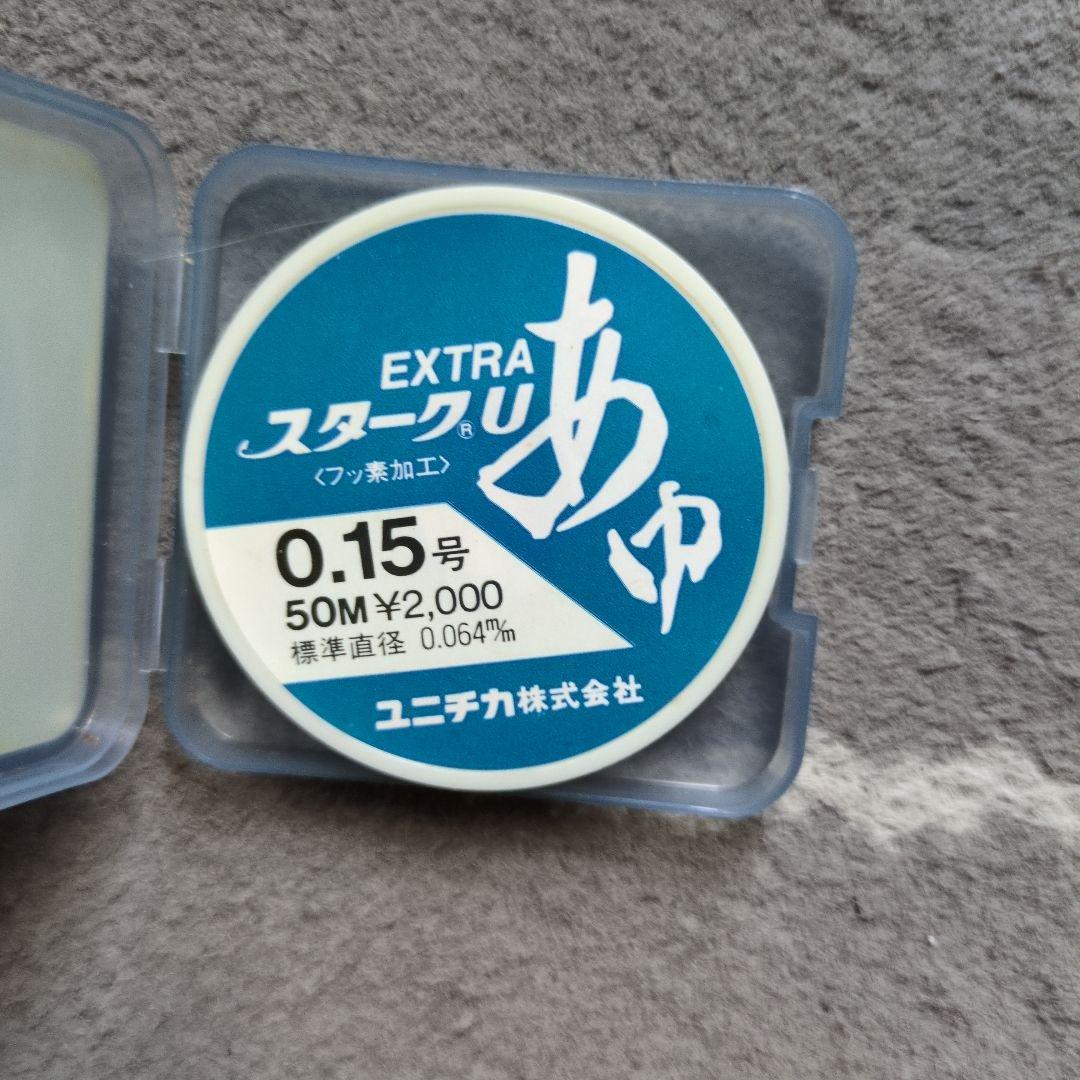 EXTRA
スターク®U
あゆ
〈フッ素加工〉
0.15号
50M ¥2,000
標準直径 0.064m/m
ユニチカ株式会社